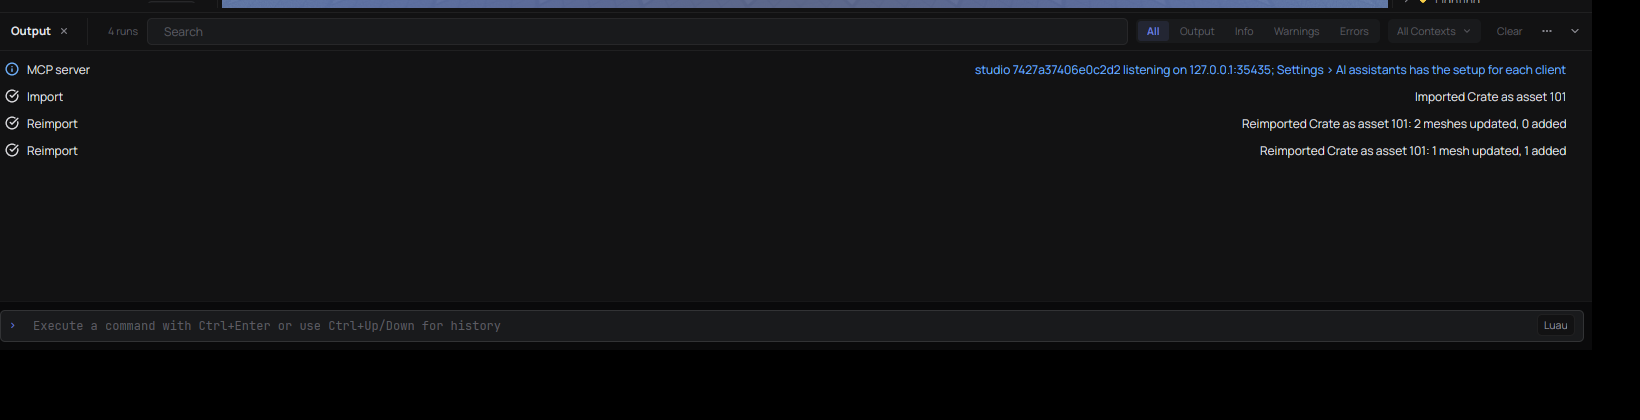 Output × 4 runs Search All Output Info Warnings Errors All Contexts Clear ···
MCP server studio 7427a37406e0c2d2 listening on 127.0.0.1:35435; Settings > AI assistants has the setup for each client
Import Imported Crate as asset 101
Reimport Reimported Crate as asset 101: 2 meshes updated, 0 added
Reimport Reimported Crate as asset 101: 1 mesh updated, 1 added
> Execute a command with Ctrl+Enter or use Ctrl+Up/Down for history Luau